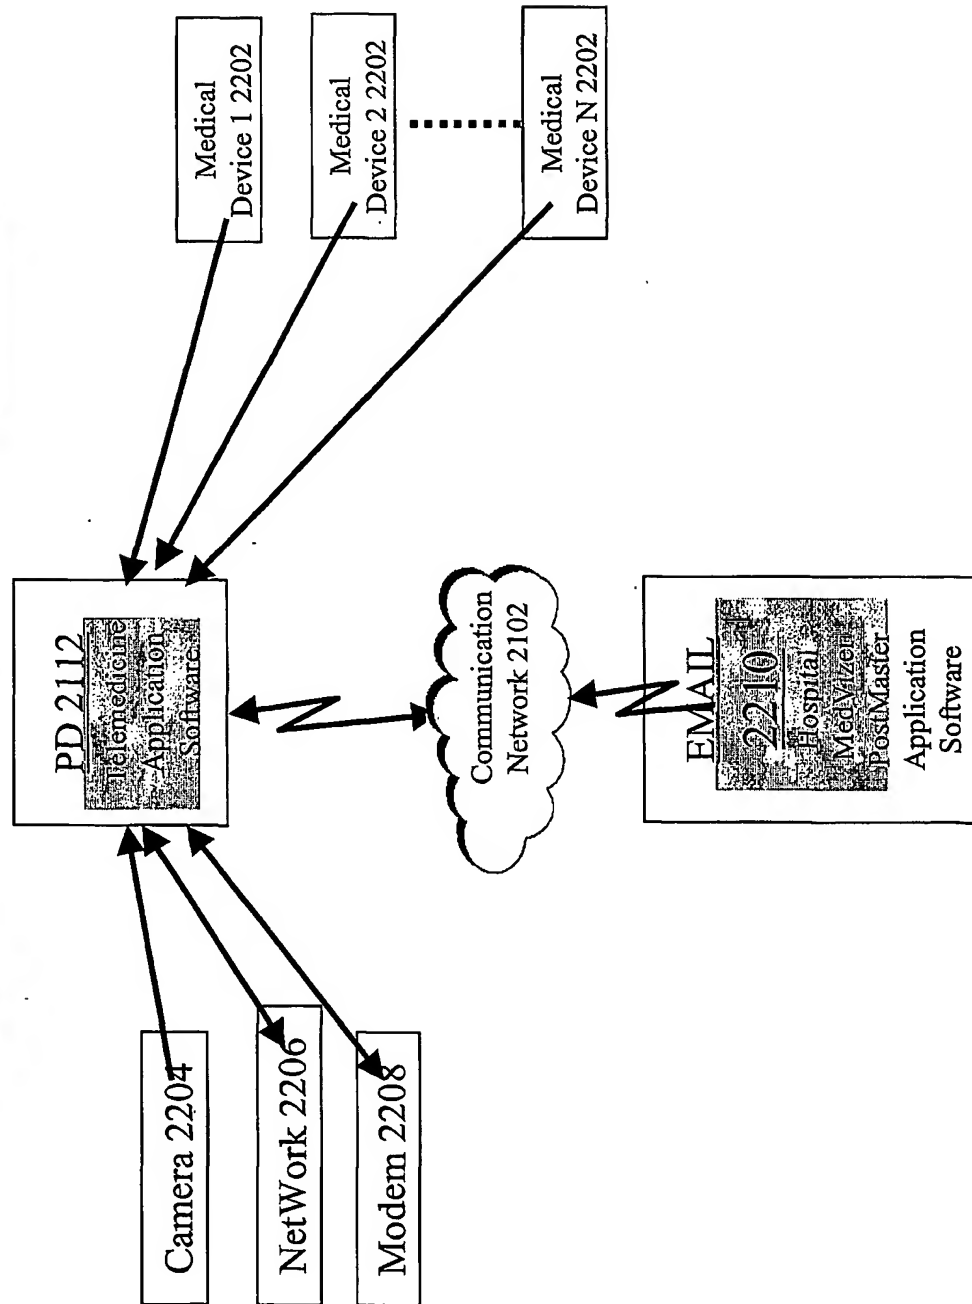 Medical
Device 1 2202
Medical
Device 2 2202
Medical
Device N 2202
PD 2112
Telemedicine
Application
Software
Communication
Network 2102
EMAIL
2210
Hospital
MedVizer
PostMaster
Application
Software
Camera 2204
NetWork 2206
Modem 2208